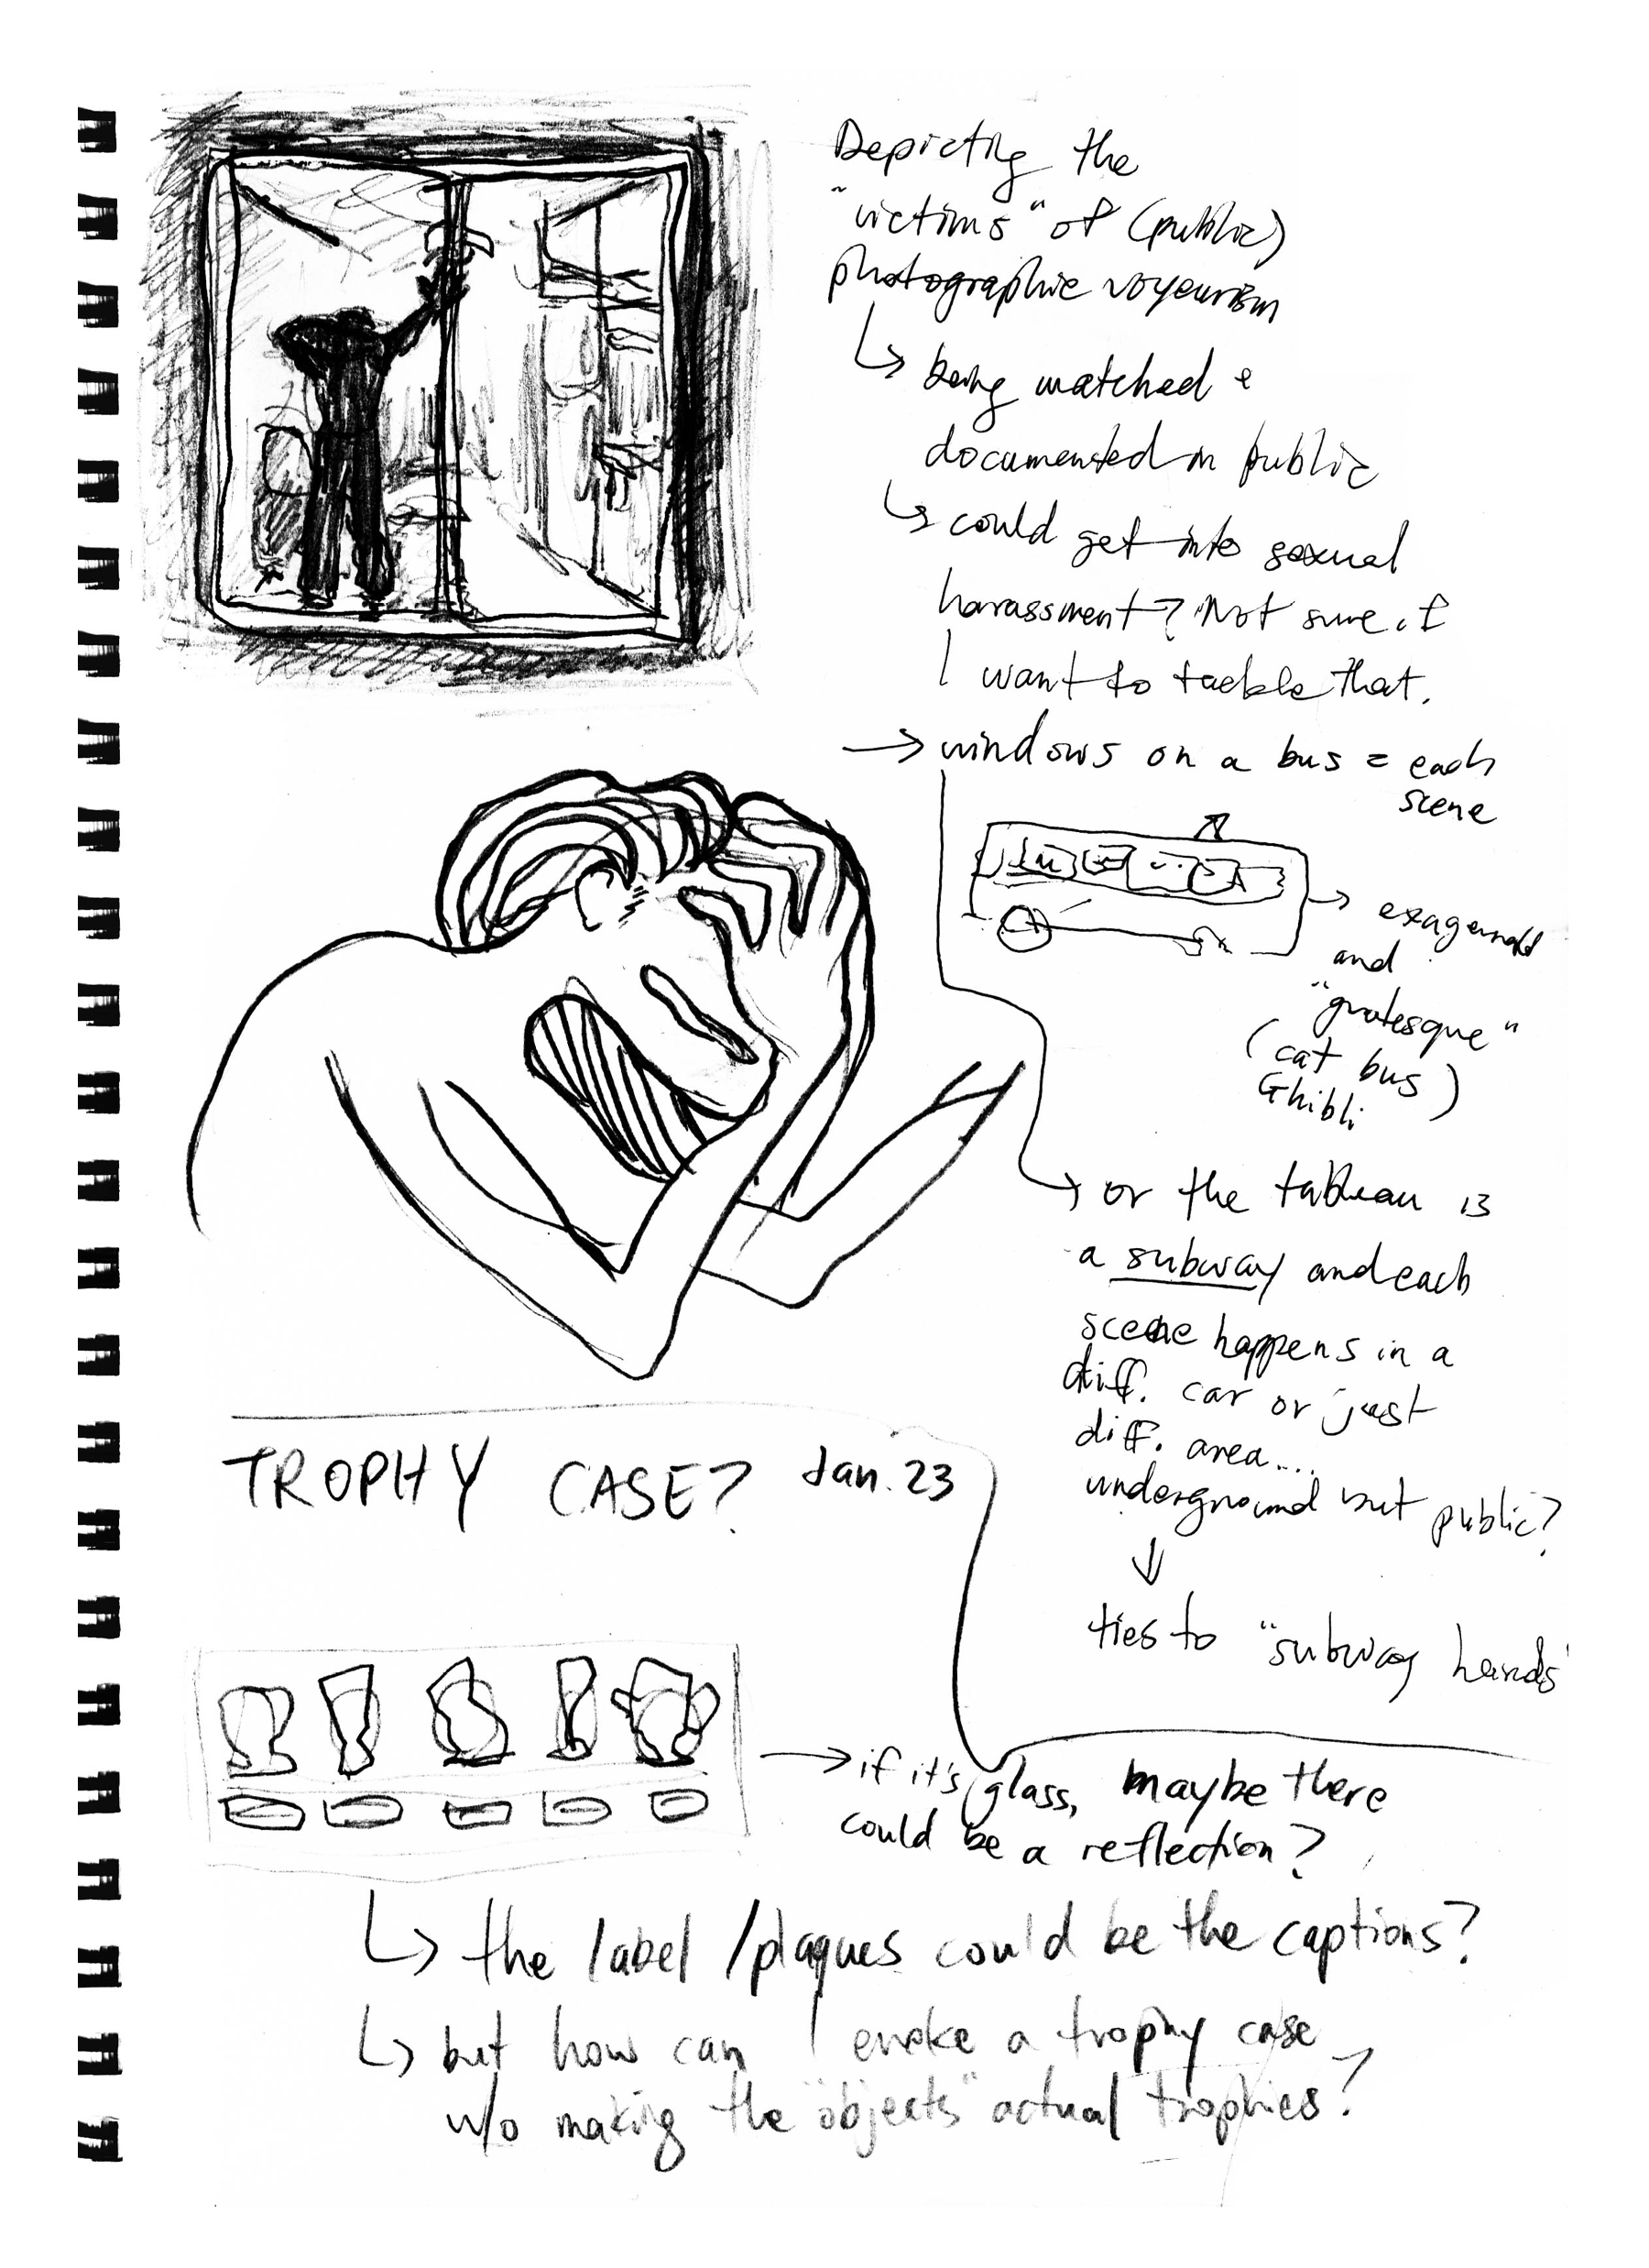 Depicting the
"victims" of (public)
photographic voyeurism
↳ being watched &
documented in public
↳ could get into sexual
harassment? Not sure if
I want to tackle that.
→ windows on a bus = each
scene
→ exagerated
and
"grotesque"
(cat bus)
Ghibli
→ or the tableau is
a subway and each
scene happens in a
diff. car or just
diff. area...
underground but public?
↓
ties to "subway hands"
TROPHY CASE? Jan. 23
→ if it's glass, maybe there
could be a reflection?
↳ the label/plaques could be the captions?
↳ but how can I evoke a trophy case
w/o making the "objects" actual trophies?